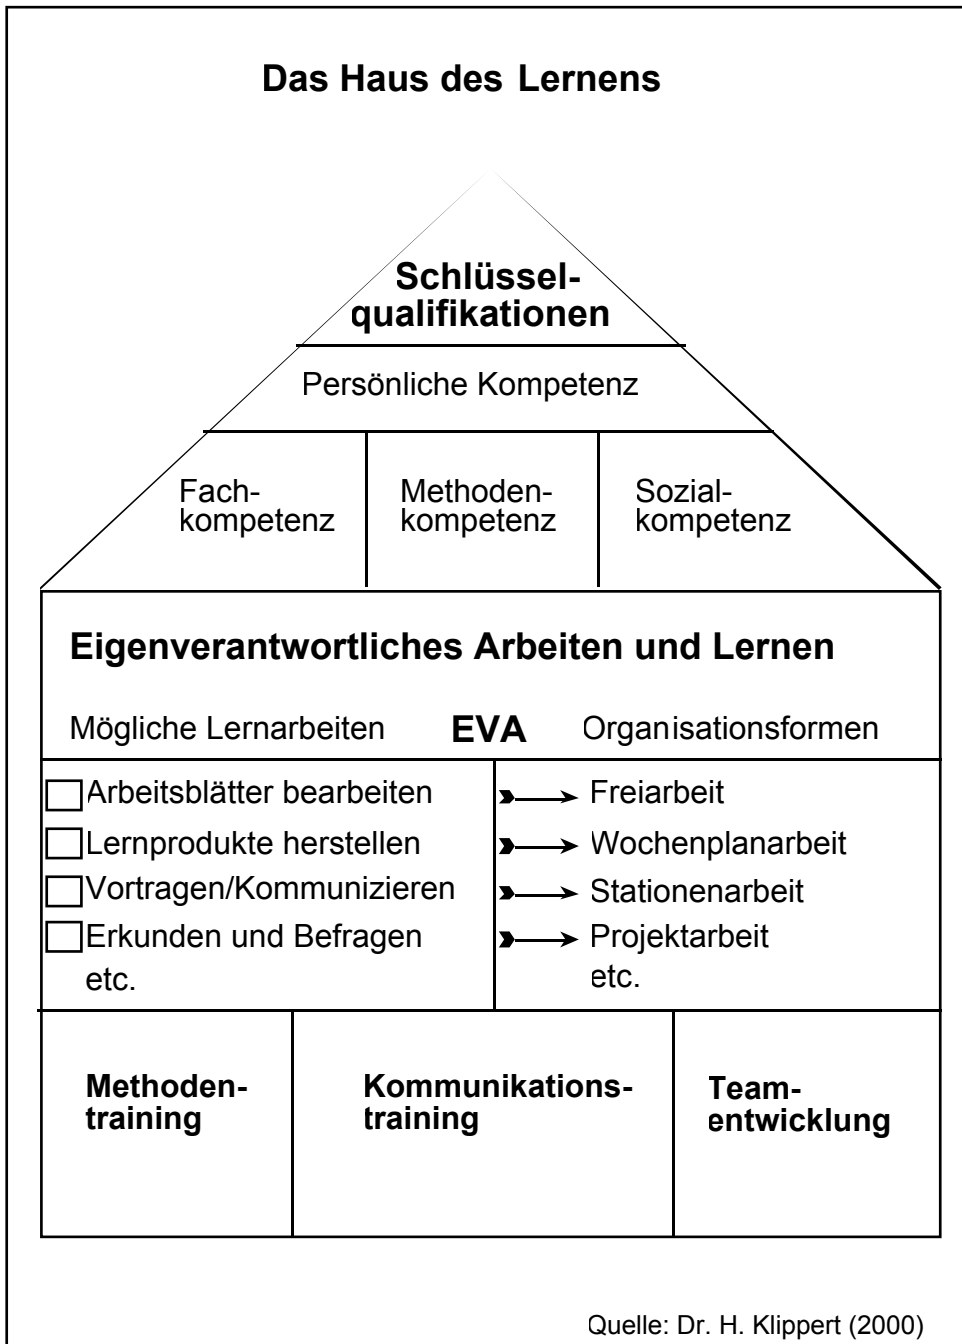 Das Haus des Lernens
Schlüssel-
qualifikationen
Persönliche Kompetenz
Fach-
kompetenz
Methoden-
kompetenz
Sozial-
kompetenz
Eigenverantwortliches Arbeiten und Lernen
Mögliche Lernarbeiten EVA Organisationsformen
Arbeitsblätter bearbeiten
Lernprodukte herstellen
Vortragen/Kommunizieren
Erkunden und Befragen
etc.
Freiarbeit
Wochenplanarbeit
Stationenarbeit
Projektarbeit
etc.
Methoden-
training
Kommunikations-
training
Team-
entwicklung
Quelle: Dr. H. Klippert (2000)